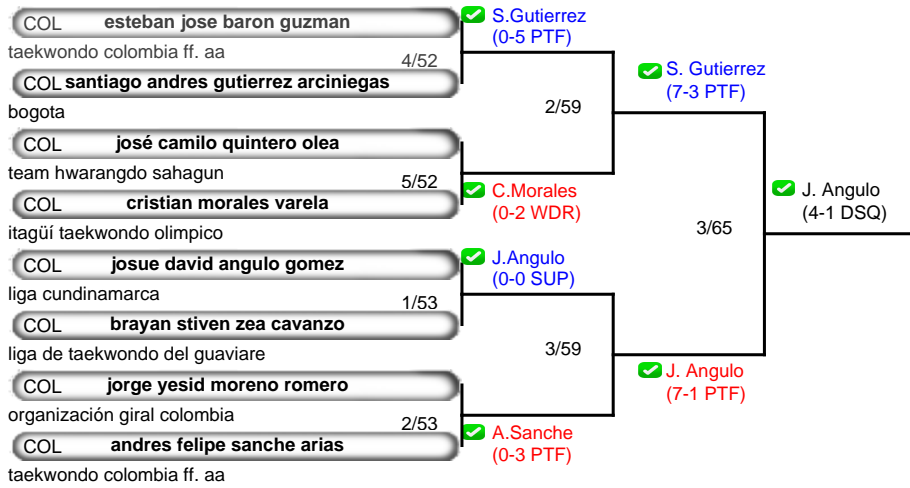 COL esteban jose baron guzman
taekwondo colombia ff. aa
4/52
COL santiago andres gutierrez arciniegas
bogota
COL josé camilo quintero olea
team hwarangdo sahagun
5/52
COL cristian morales varela
itagüí taekwondo olimpico
COL josue david angulo gomez
liga cundinamarca
1/53
COL brayan stiven zea cavanzo
liga de taekwondo del guaviare
COL jorge yesid moreno romero
organización giral colombia
2/53
COL andres felipe sanche arias
taekwondo colombia ff. aa
S.Gutierrez
(0-5 PTF)
2/59
C.Morales
(0-2 WDR)
J.Angulo
(0-0 SUP)
3/59
A.Sanche
(0-3 PTF)
S. Gutierrez
(7-3 PTF)
3/65
J. Angulo
(7-1 PTF)
J. Angulo
(4-1 DSQ)